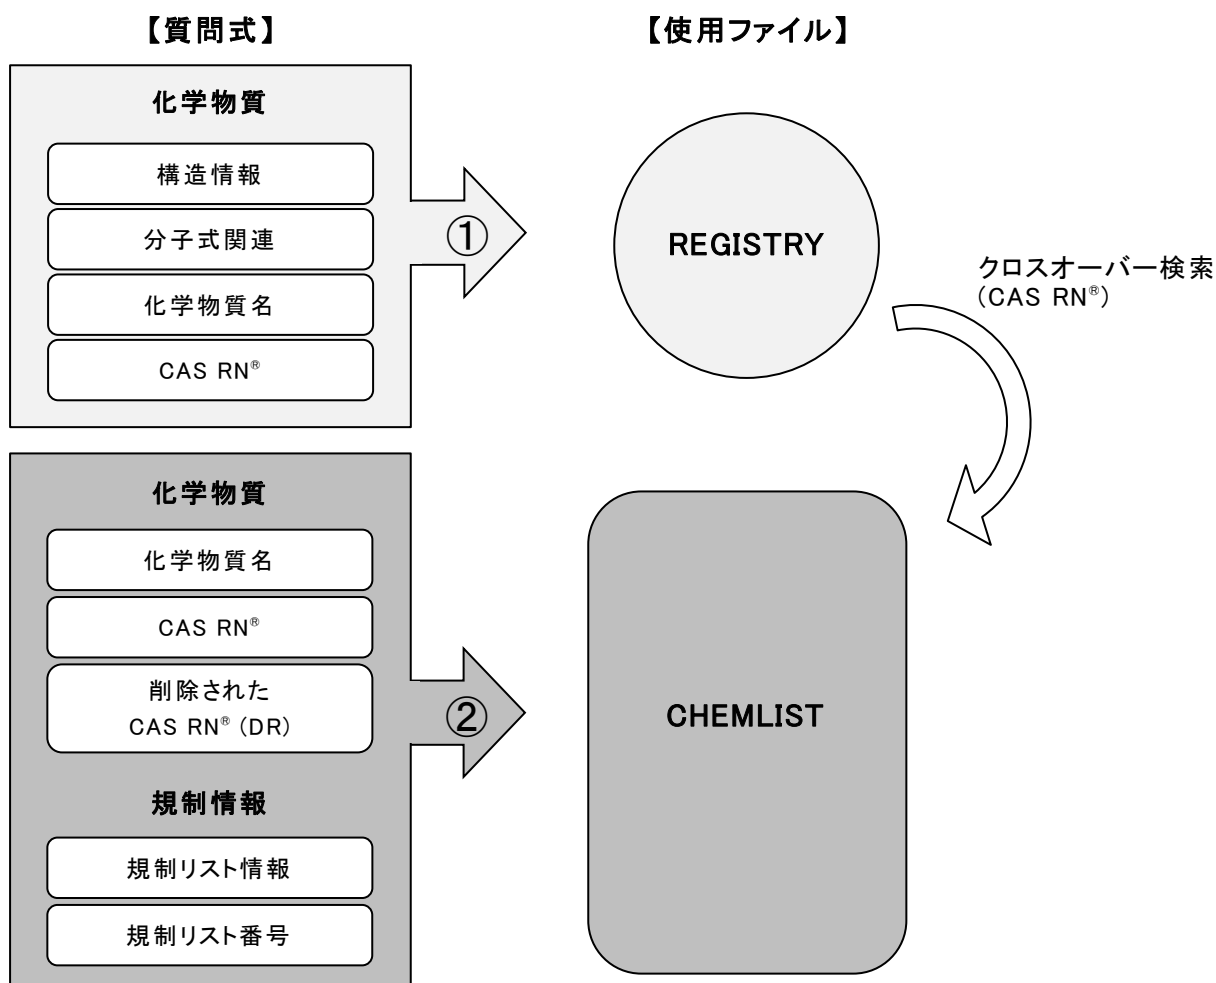 【質問式】
【使用ファイル】
化学物質
構造情報
分子式関連
化学物質名
CAS RN®
①
REGISTRY
クロスオーバー検索
(CAS RN®)
化学物質
化学物質名
CAS RN®
削除された
CAS RN® (DR)
②
CHEMLIST
規制情報
規制リスト情報
規制リスト番号